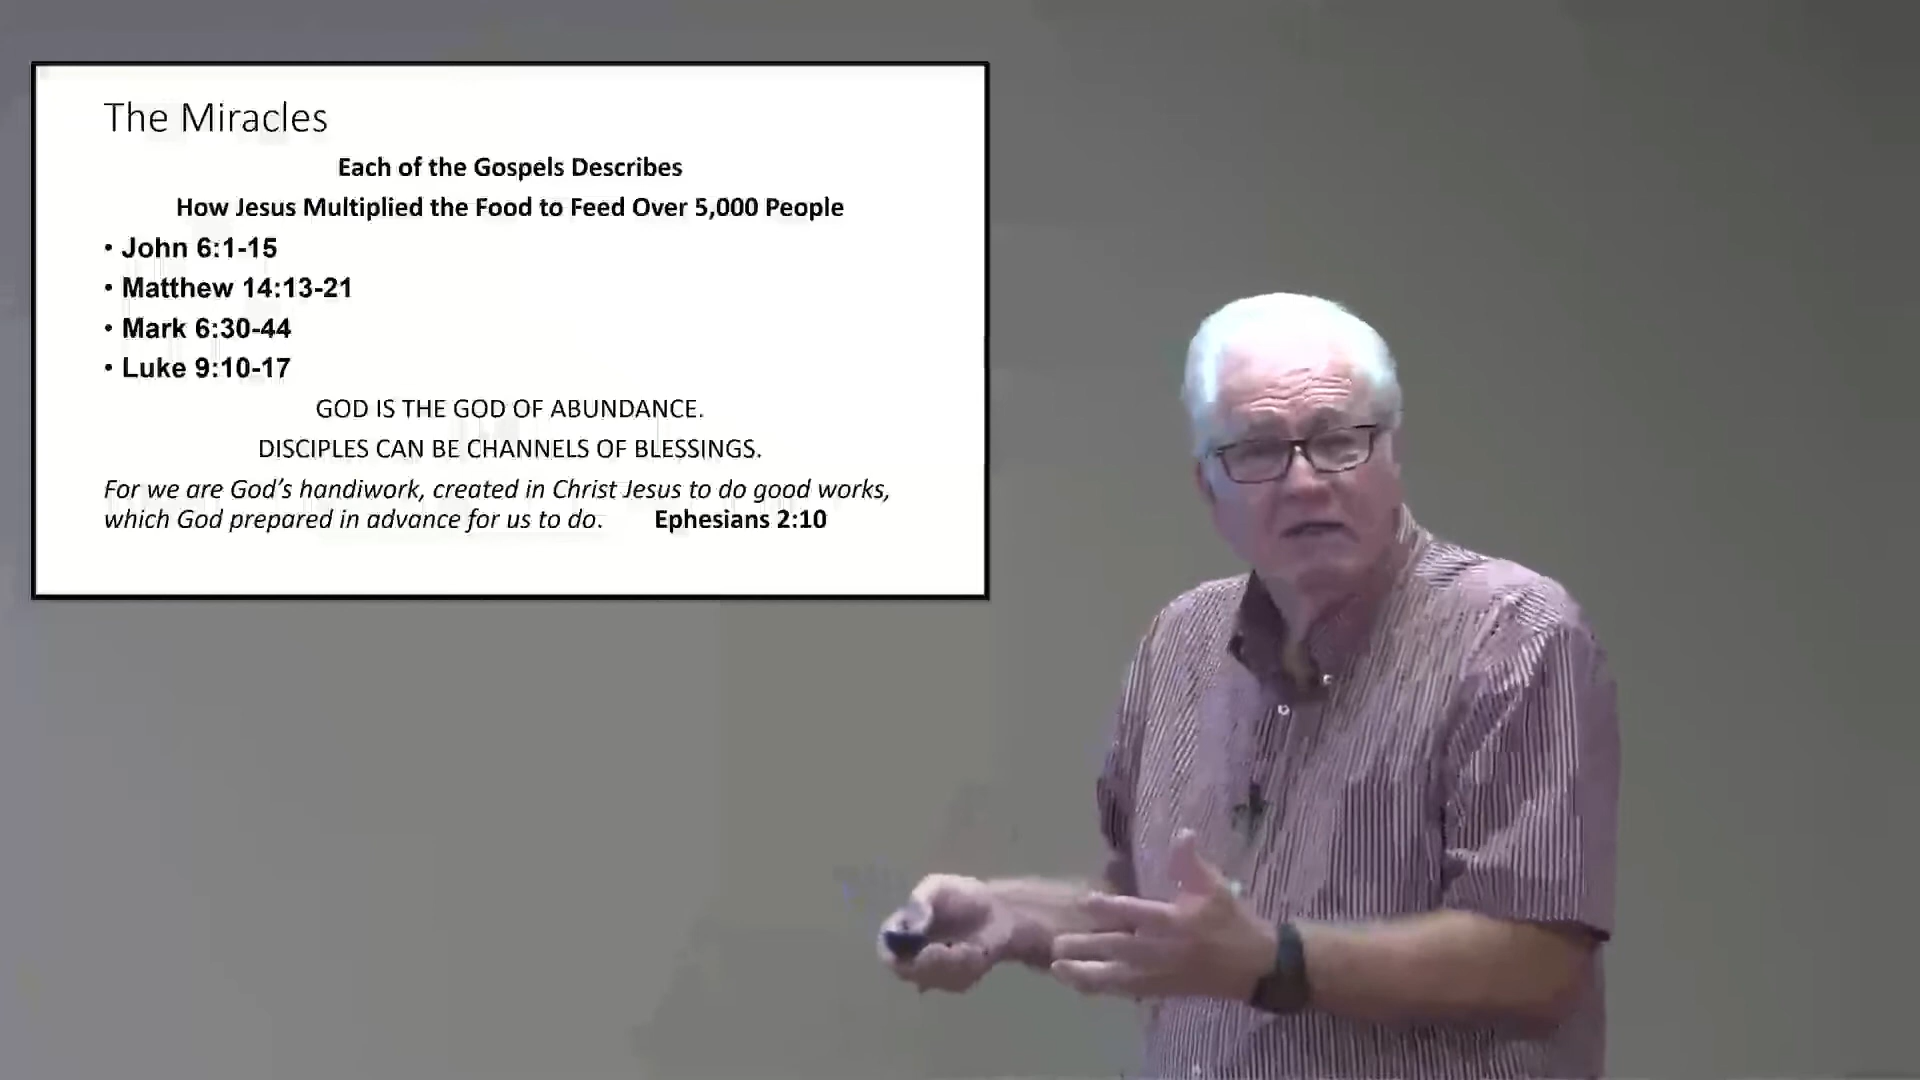 The Miracles
Each of the Gospels Describes
How Jesus Multiplied the Food to Feed Over 5,000 People
• John 6:1-15
• Matthew 14:13-21
• Mark 6:30-44
• Luke 9:10-17
GOD IS THE GOD OF ABUNDANCE.
DISCIPLES CAN BE CHANNELS OF BLESSINGS.
For we are God’s handiwork, created in Christ Jesus to do good works,
which God prepared in advance for us to do. Ephesians 2:10